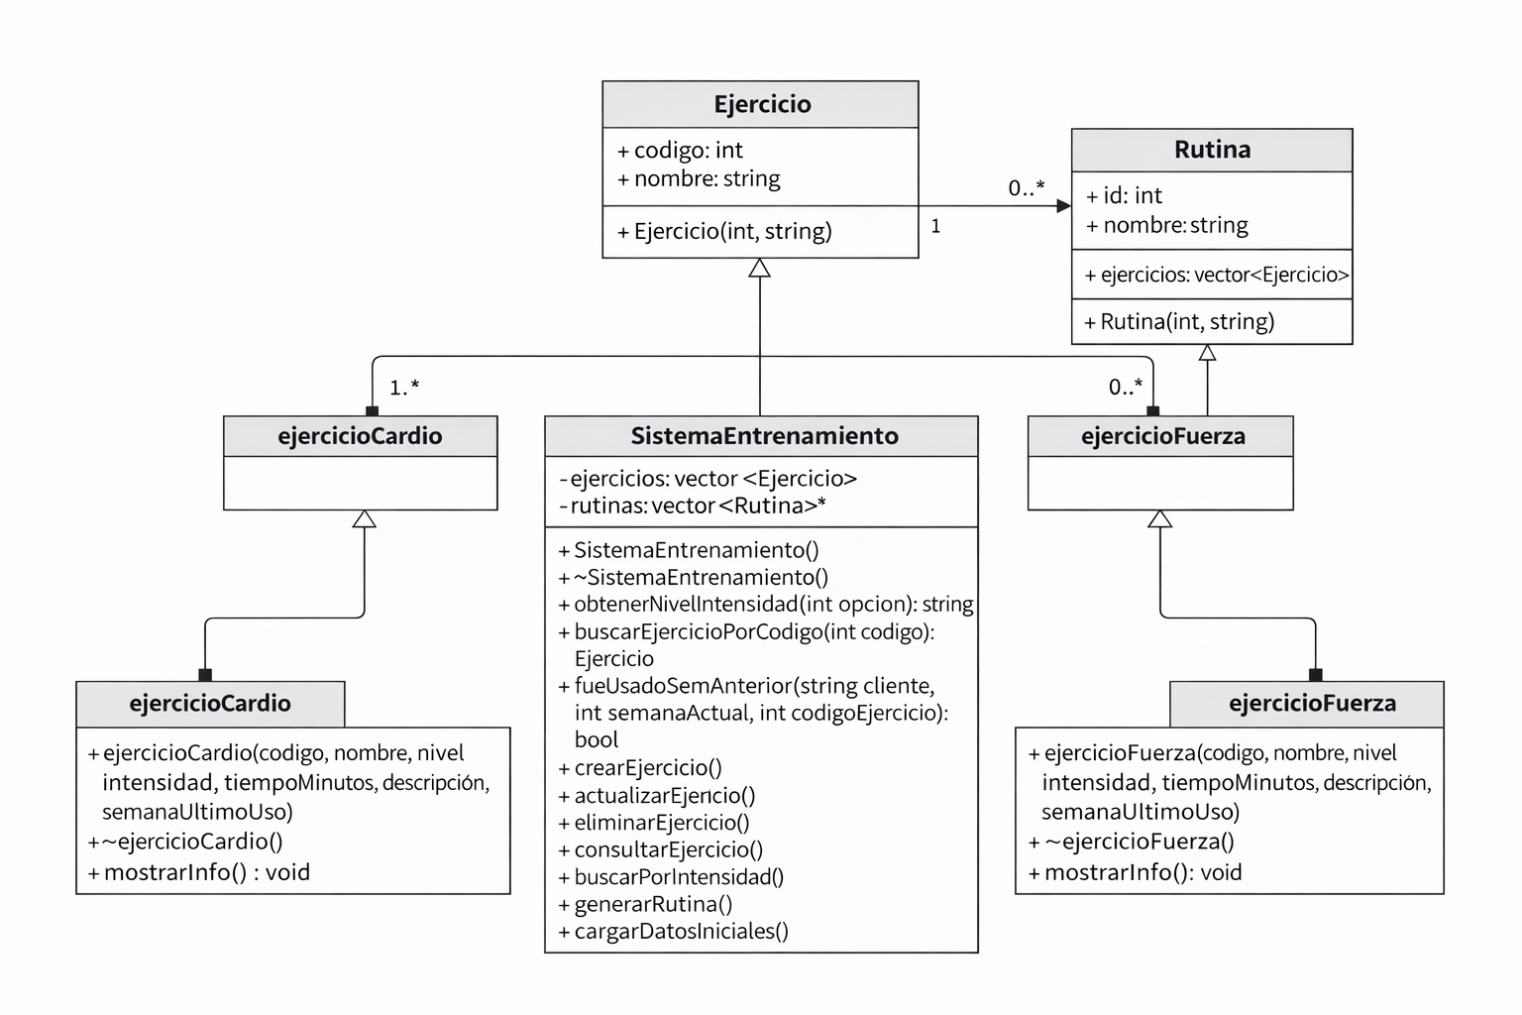 Ejercicio
+ codigo: int
+ nombre: string
+ Ejercicio(int, string)
1
0..*
Rutina
+ id: int
+ nombre: string
+ ejercicios: vector<Ejercicio>
+ Rutina(int, string)
1..*
0..*
ejercicioCardio
SistemaEntrenamiento
- ejercicios: vector <Ejercicio>
- rutinas: vector <Rutina>*
+ SistemaEntrenamiento()
+ ~SistemaEntrenamiento()
+ obtenerNivelIntensidad(int opcion): string
+ buscarEjercicioPorCodigo(int codigo):
Ejercicio
+ fueUsadoSemAnterior(string cliente,
int semanaActual, int codigoEjercicio):
bool
+ crearEjercicio()
+ actualizarEjerıcio()
+ eliminarEjercicio()
+ consultarEjercicio()
+ buscarPorIntensidad()
+ generarRutina()
+ cargarDatosIniciales()
ejercicioFuerza
ejercicioCardio
+ ejercicioCardio(codigo, nombre, nivel
intensidad, tiempoMinutos, descripción,
semanaUltimoUso)
+~ejercicioCardio()
+ mostrarInfo() : void
ejercicioFuerza
+ ejercicioFuerza(codigo, nombre, nivel
intensidad, tiempoMinutos, descripción,
semanaUltimoUso)
+ ~ejercicioFuerza()
+ mostrarInfo(): void